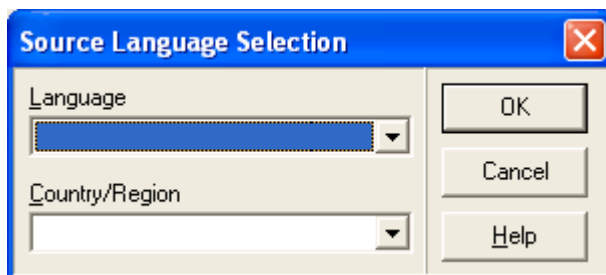 Source Language Selection
Language
OK
Cancel
Country/Region
Help